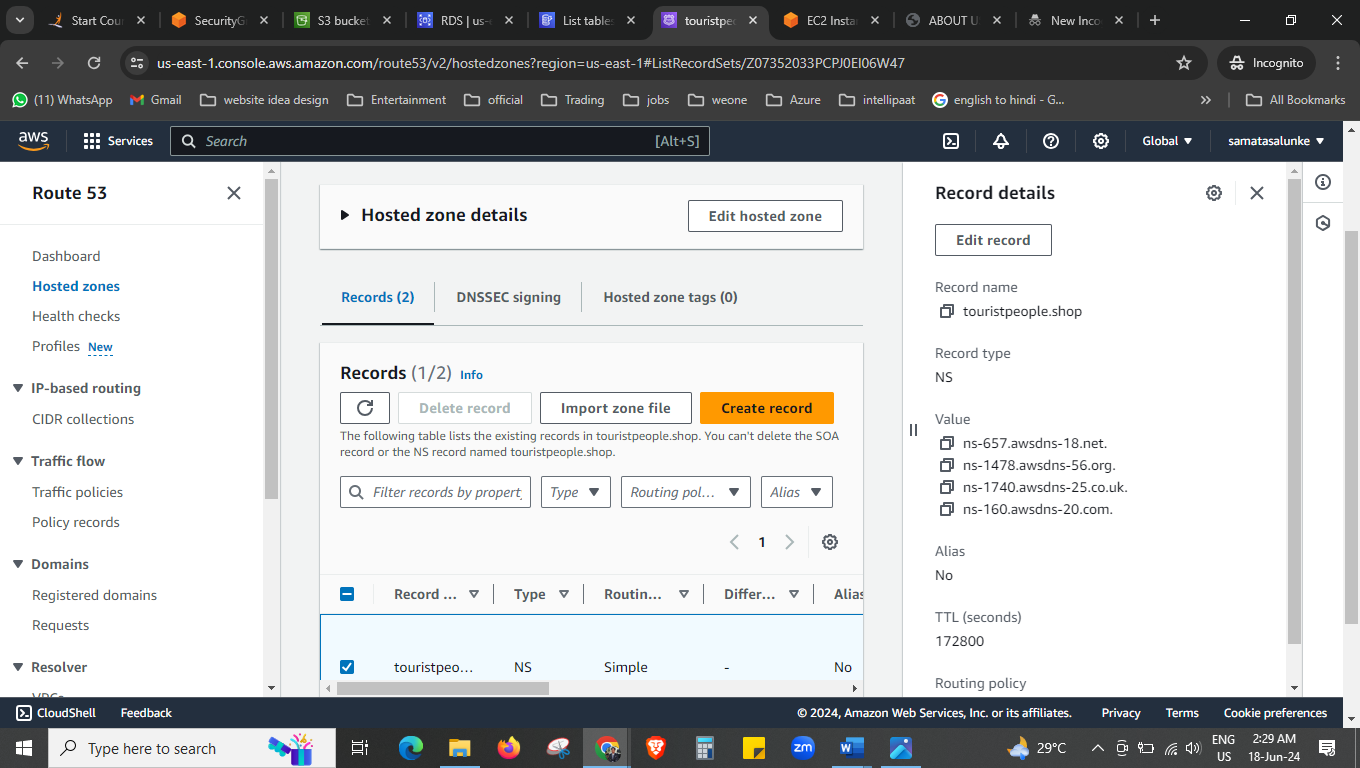 Start Cour
SecurityGr
S3 bucket
RDS | us-e
List tables
touristpeo
EC2 Insta
ABOUT U
New Inco
us-east-1.console.aws.amazon.com/route53/v2/hostedzones?region=us-east-1#ListRecordSets/Z07352033PCPJ0EI06W47
Incognito
(11) WhatsApp
Gmail
website idea design
Entertainment
official
Trading
jobs
weone
Azure
intellipaat
english to hindi - G...
All Bookmarks
aws
Services
Search
[Alt+S]
Global
samatasalunke
Route 53
Dashboard
Hosted zones
Health checks
Profiles New
IP-based routing
CIDR collections
Traffic flow
Traffic policies
Policy records
Domains
Registered domains
Requests
Resolver
VPCs
Hosted zone details
Edit hosted zone
Records (2)
DNSSEC signing
Hosted zone tags (0)
Records (1/2) Info
Delete record
Import zone file
Create record
The following table lists the existing records in touristpeople.shop. You can't delete the SOA
record or the NS record named touristpeople.shop.
Filter records by property
Type
Routing pol...
Alias
1
Record ...
Type
Routin...
Differ...
Alias
touristpeo...
NS
Simple
-
No
Record details
Edit record
Record name
touristpeople.shop
Record type
NS
Value
ns-657.awsdns-18.net.
ns-1478.awsdns-56.org.
ns-1740.awsdns-25.co.uk.
ns-160.awsdns-20.com.
Alias
No
TTL (seconds)
172800
Routing policy
CloudShell
Feedback
© 2024, Amazon Web Services, Inc. or its affiliates.
Privacy
Terms
Cookie preferences
Type here to search
zm
29°C
ENG
US
2:29 AM
18-Jun-24